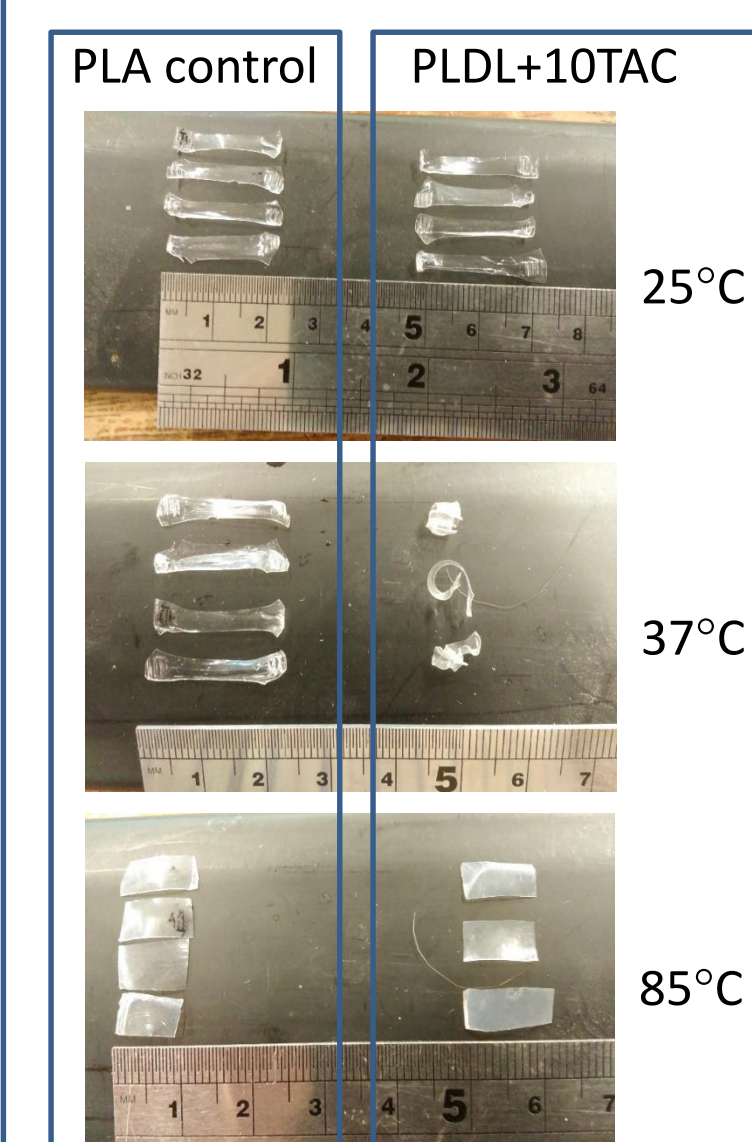 PLA control
PLDL+10TAC
25°C
MM 1 2 3 4 5 6 7 8
INCH 32 1 2 3 64
37°C
MM 1 2 3 4 5 6 7
85°C
MM 1 2 3 4 5 6 7